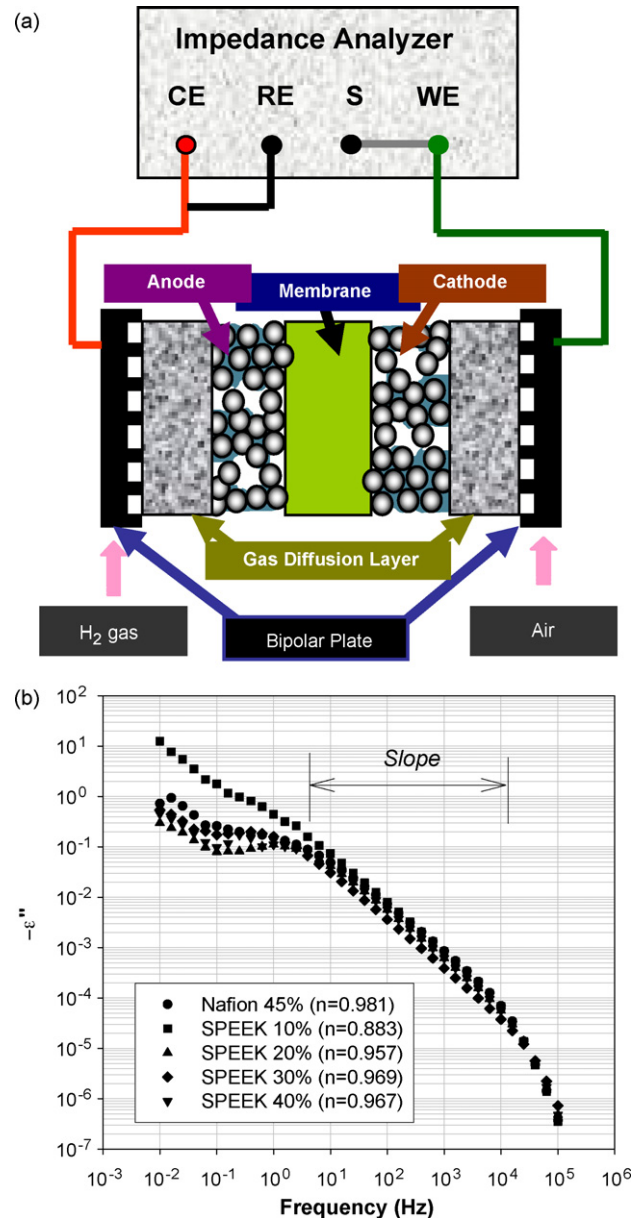 (a)
Impedance Analyzer
CE RE S WE
Anode
Membrane
Cathode
Gas Diffusion Layer
H2 gas
Bipolar Plate
Air
(b)
10^2
10^1
10^0
10^-1
10^-2
10^-3
10^-4
10^-5
10^-6
10^-7
-ε"
Slope
Nafion 45% (n=0.981)
SPEEK 10% (n=0.883)
SPEEK 20% (n=0.957)
SPEEK 30% (n=0.969)
SPEEK 40% (n=0.967)
10^-3 10^-2 10^-1 10^0 10^1 10^2 10^3 10^4 10^5 10^6
Frequency (Hz)